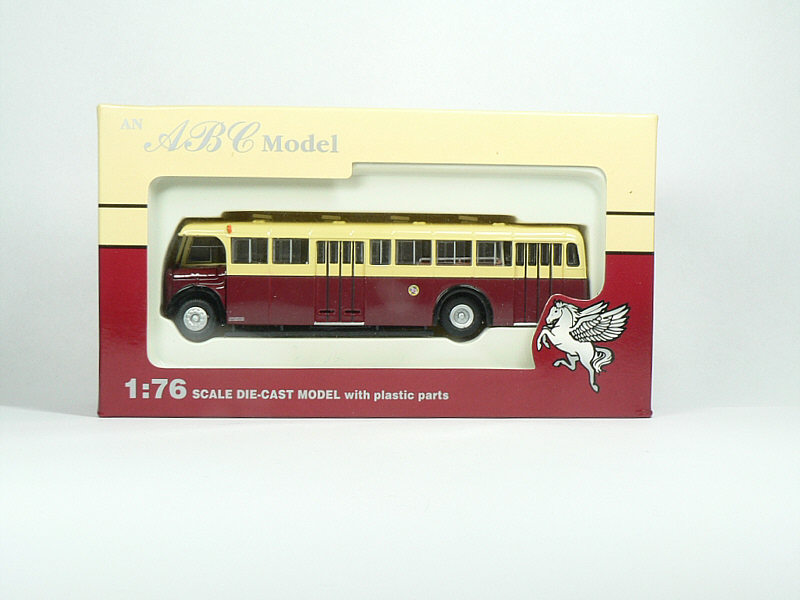 AN ABC Model
1:76 SCALE DIE-CAST MODEL with plastic parts